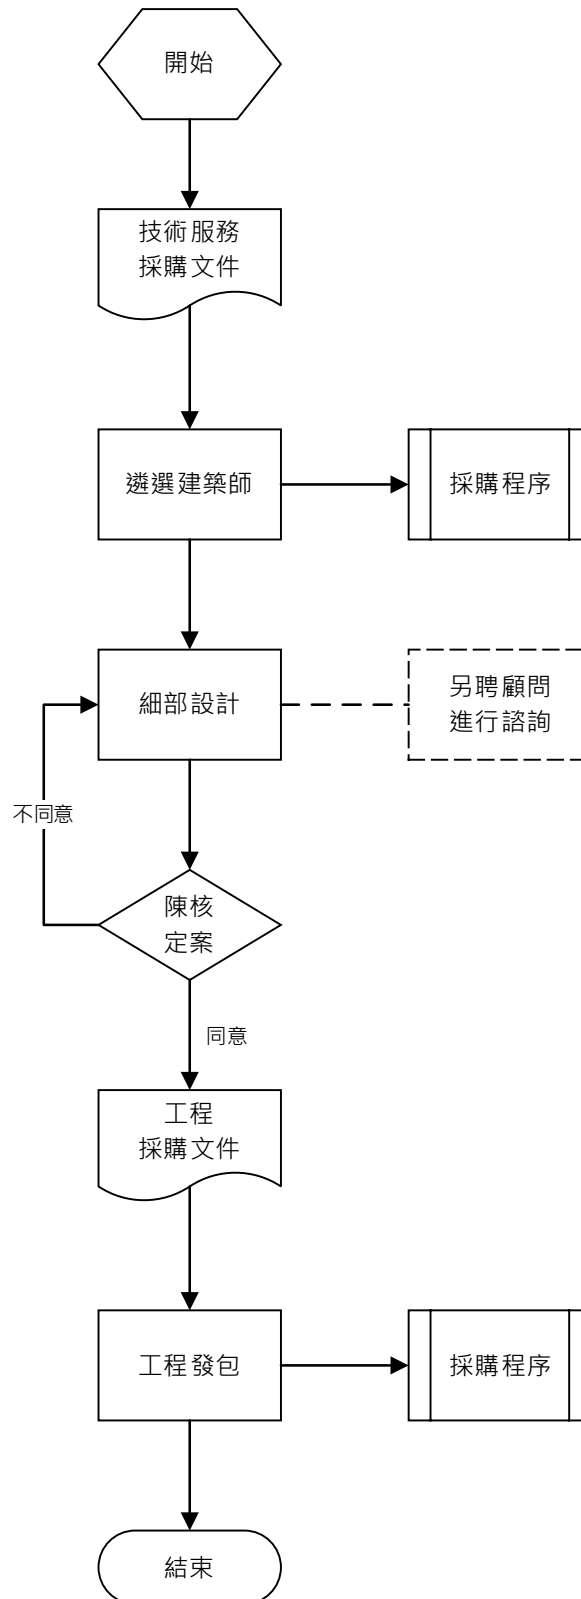 開始
技術服務
採購文件
遴選建築師
採購程序
細部設計
另聘顧問
進行諮詢
不同意
陳核
定案
同意
工程
採購文件
工程發包
採購程序
結束